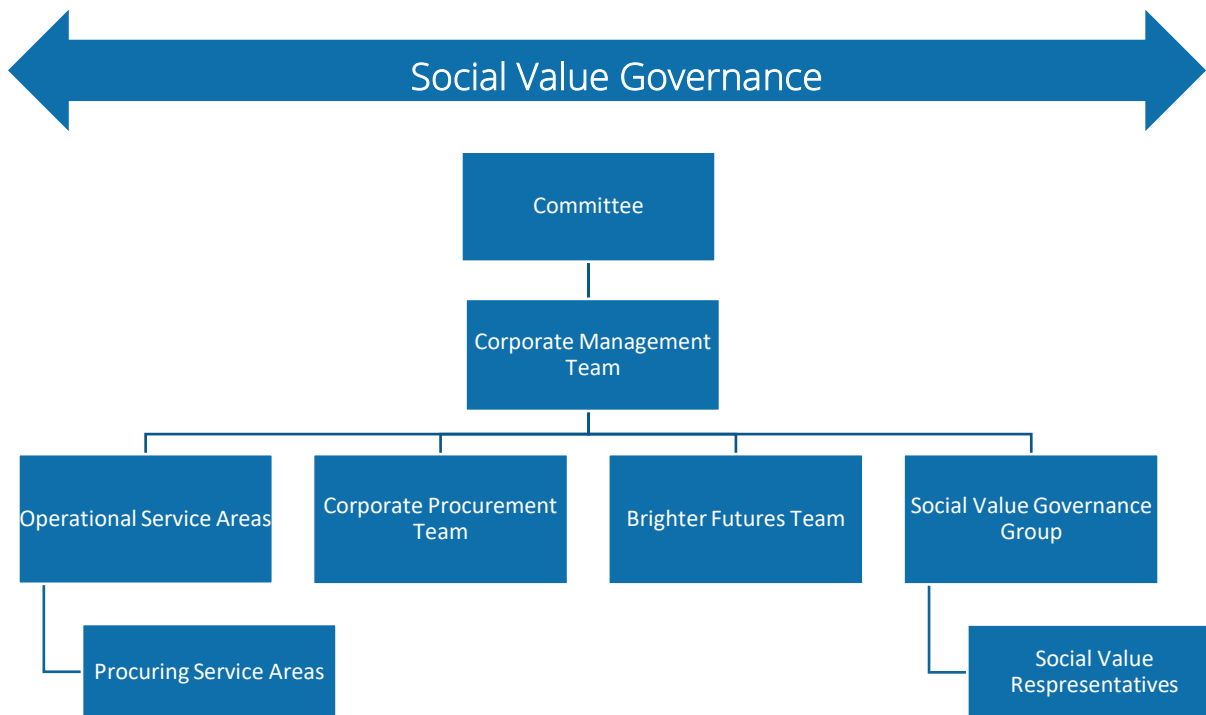 Social Value Governance
Committee
Corporate Management
Team
Operational Service Areas
Corporate Procurement
Team
Brighter Futures Team
Social Value Governance
Group
Procuring Service Areas
Social Value
Respresentatives